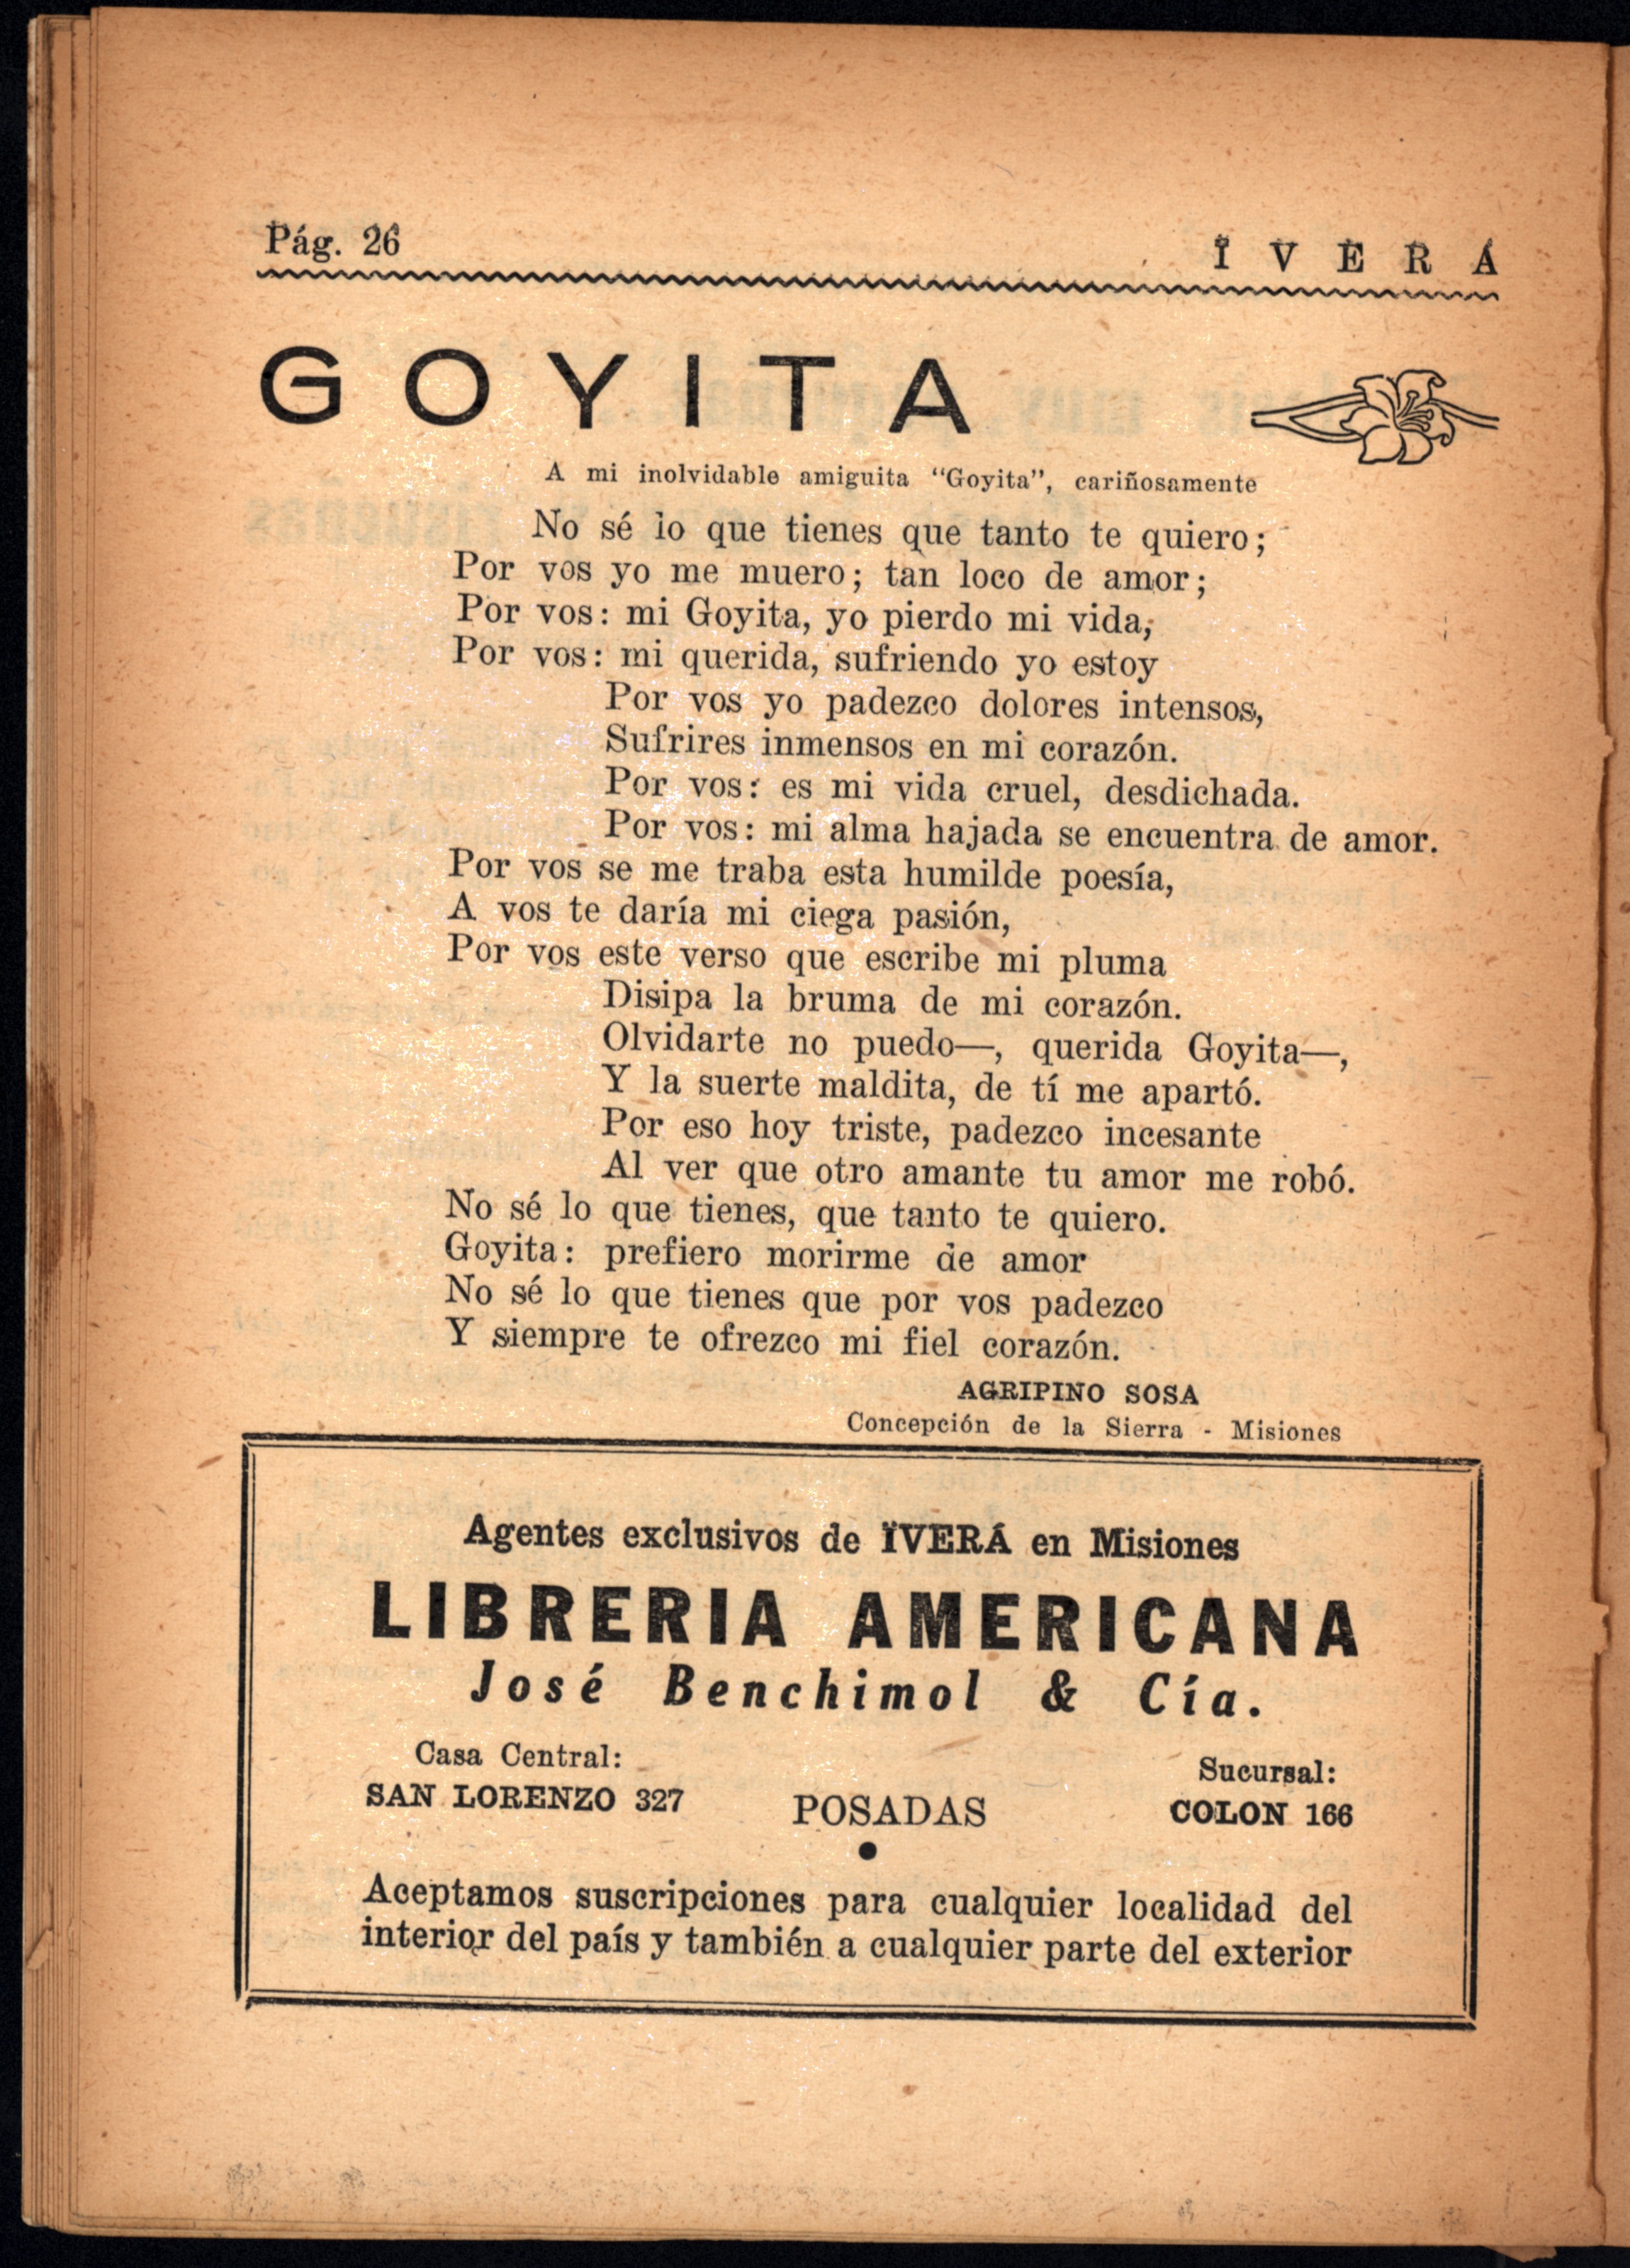 Pág. 26
ÏVERÁ
GOYITA
A mi inolvidable amiguita “Goyita”, cariñosamente
No sé lo que tienes que tanto te quiero;
Por vos yo me muero; tan loco de amor;
Por vos: mi Goyita, yo pierdo mi vida,
Por vos: mi querida, sufriendo yo estoy
Por vos yo padezco dolores intensos,
Sufrires inmensos en mi corazón.
Por vos: es mi vida cruel, desdichada.
Por vos: mi alma hajada se encuentra de amor.
Por vos se me traba esta humilde poesía,
A vos te daría mi ciega pasión,
Por vos este verso que escribe mi pluma
Disipa la bruma de mi corazón.
Olvidarte no puedo—, querida Goyita—,
Y la suerte maldita, de tí me apartó.
Por eso hoy triste, padezco incesante
Al ver que otro amante tu amor me robó.
No sé lo que tienes, que tanto te quiero.
Goyita: prefiero morirme de amor
No sé lo que tienes que por vos padezco
Y siempre te ofrezco mi fiel corazón.
AGRIPINO SOSA
Concepción de la Sierra - Misiones
Agentes exclusivos de ÏVERÁ en Misiones
LIBRERIA AMERICANA
José Benchimol & Cía.
Casa Central:
SAN LORENZO 327
POSADAS
Sucursal:
COLON 166
Aceptamos suscripciones para cualquier localidad del
interior del país y también a cualquier parte del exterior